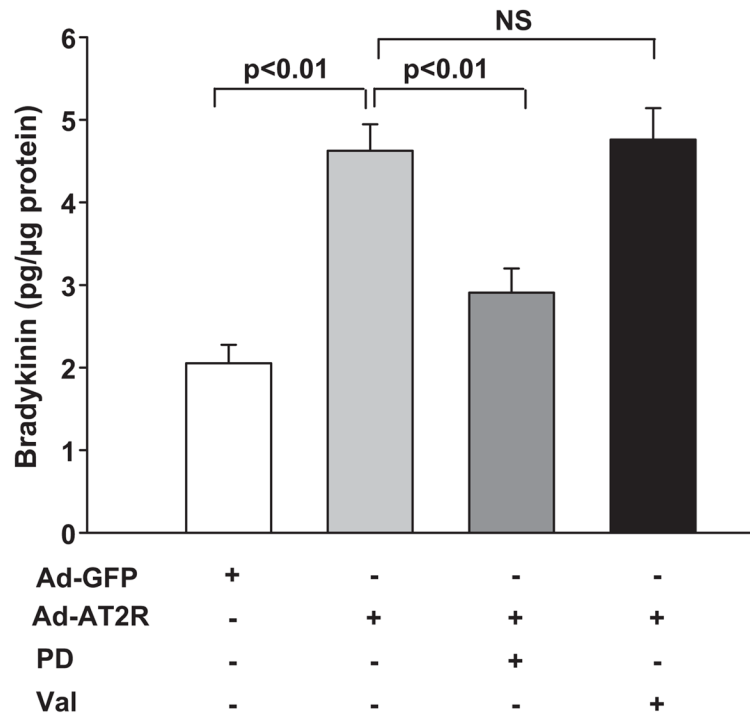 NS
p<0.01 p<0.01
Bradykinin (pg/μg protein)
6
5
4
3
2
1
0
Ad-GFP + - - -
Ad-AT2R - + + +
PD - - + -
Val - - - +